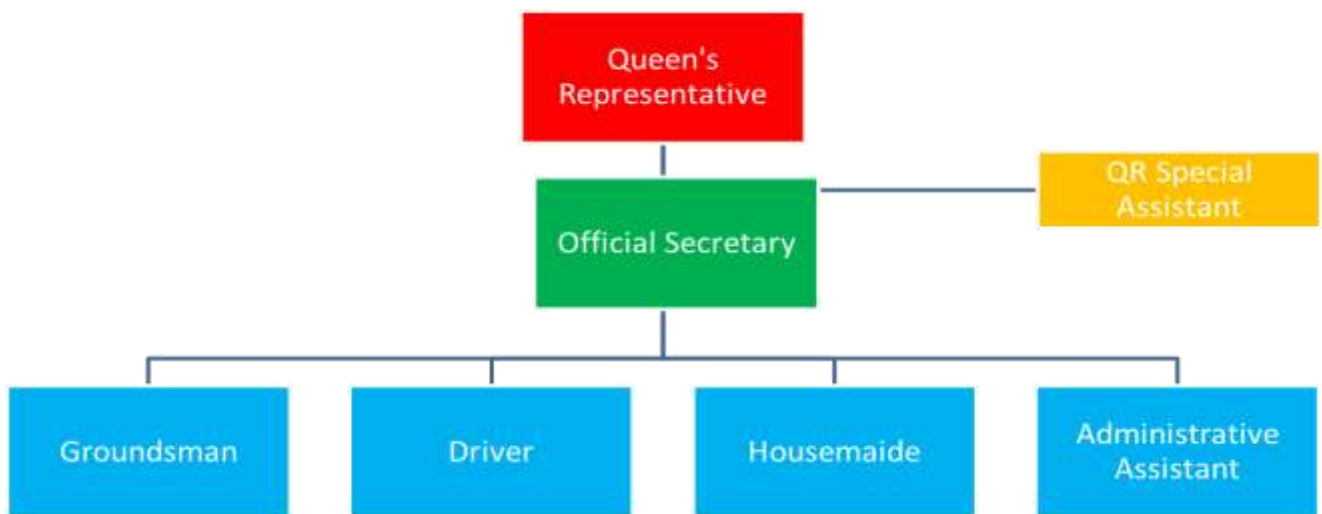 Queen's
Representative
QR Special
Assistant
Official Secretary
Groundsman
Driver
Housemaide
Administrative
Assistant